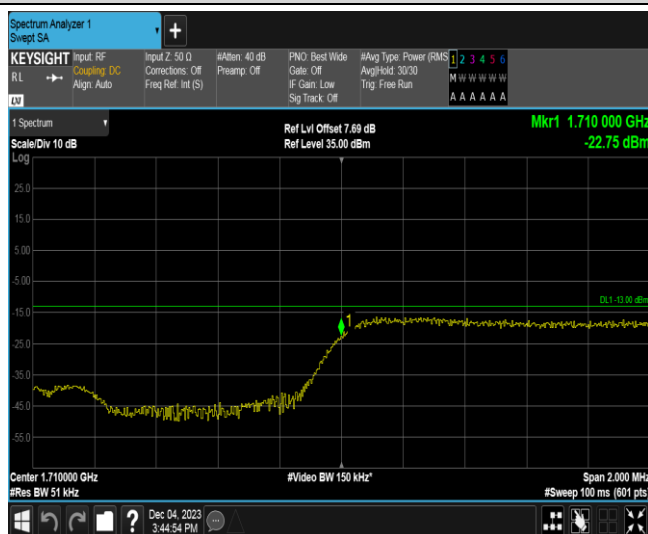 Spectrum Analyzer 1
Swept SA
+
KEYSIGHT
RL
LXI
Input: RF
Coupling: DC
Align: Auto
Input Z: 50 Ω
Corrections: Off
Freq Ref: Int (S)
#Atten: 40 dB
Preamp: Off
PNO: Best Wide
Gate: Off
IF Gain: Low
Sig Track: Off
#Avg Type: Power (RMS
Avg|Hold: 30/30
Trig: Free Run
1 2 3 4 5 6
M W W W W W
A A A A A A
1 Spectrum
Scale/Div 10 dB
Log
Ref Lvl Offset 7.69 dB
Ref Level 35.00 dBm
Mkr1 1.710 000 GHz
-22.75 dBm
25.0
15.0
5.00
-5.00
DL1 -13.00 dBm
-15.0
1
-25.0
-35.0
-45.0
-55.0
Center 1.710000 GHz
#Res BW 51 kHz
#Video BW 150 kHz*
Span 2.000 MHz
#Sweep 100 ms (601 pts)
?
Dec 04, 2023
3:44:54 PM